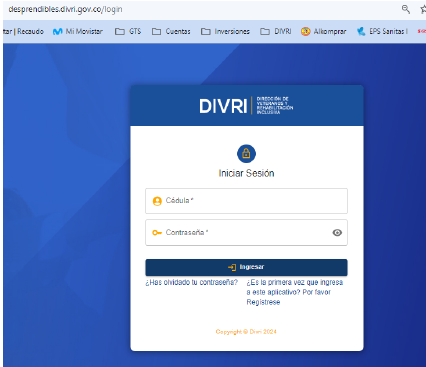 desprendibles.divri.gov.co/login
tar | Recaudo Mi Movistar GTS Cuentas Inversiones DIVRI Alkomprar EPS Sanitas I
DIVRI DIRECCIÓN DE
VETERANOS Y
REHABILITACIÓN
INCLUSIVA
Iniciar Sesión
Cédula *
Contraseña *
Ingresar
¿Has olvidado tu contraseña? ¿Es la primera vez que ingresa
a este aplicativo? Por favor
Regístrese
Copyright © Divri 2024